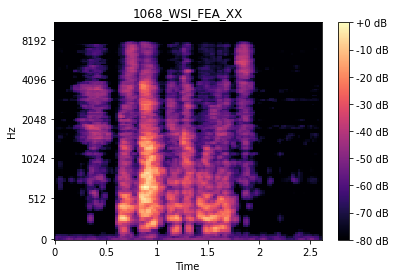 1068_WSI_FEA_XX
8192
4096
2048
1024
512
0
Hz
0 0.5 1 1.5 2 2.5
Time
+0 dB
-10 dB
-20 dB
-30 dB
-40 dB
-50 dB
-60 dB
-70 dB
-80 dB